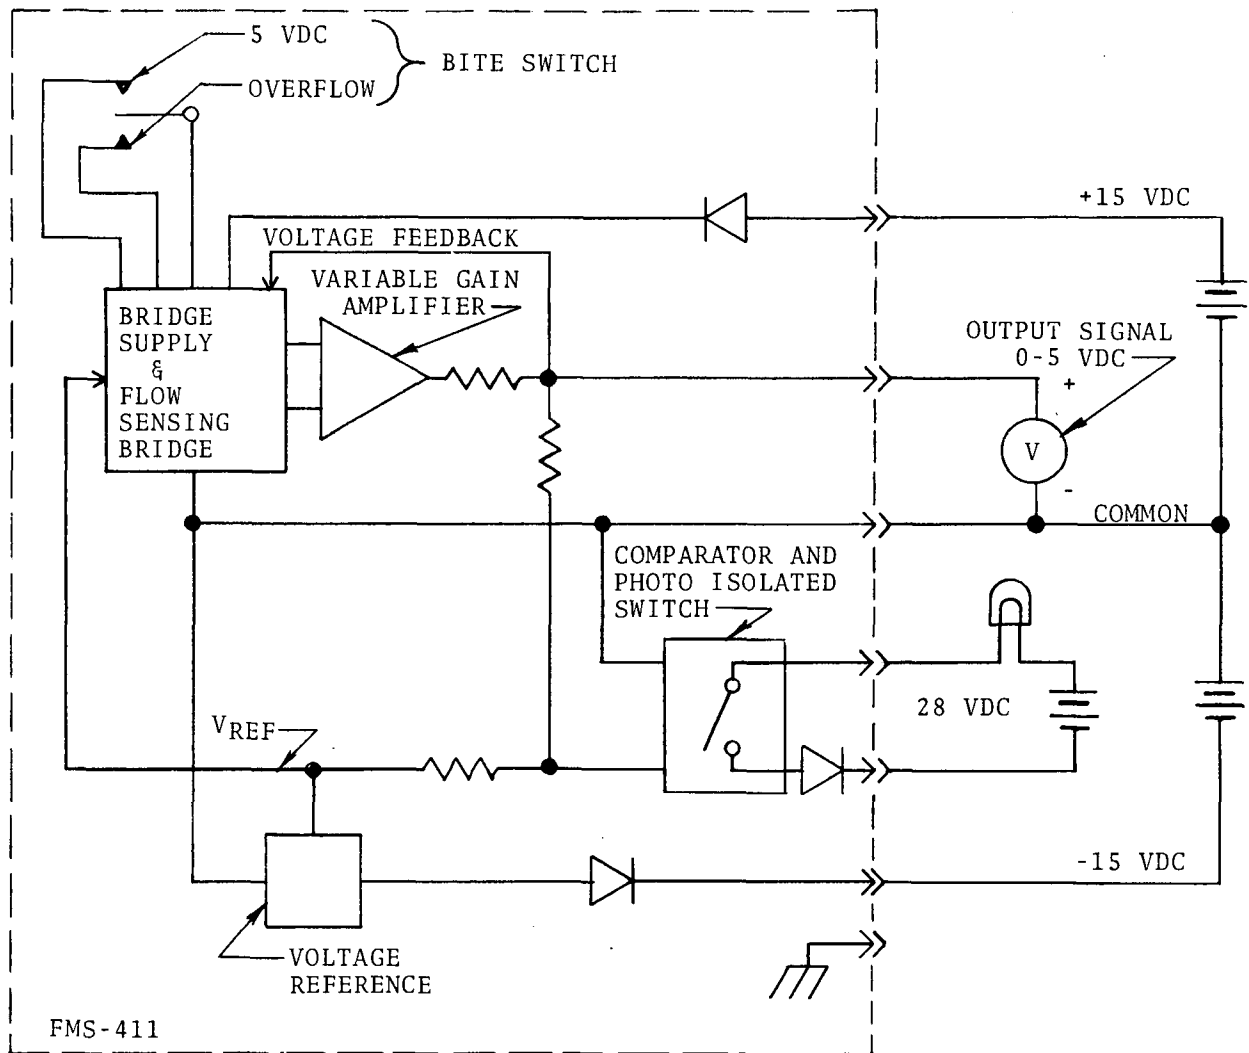 5 VDC
BITE SWITCH
OVERFLOW
+15 VDC
VOLTAGE FEEDBACK
VARIABLE GAIN
AMPLIFIER
BRIDGE
SUPPLY
&
FLOW
SENSING
BRIDGE
OUTPUT SIGNAL
0-5 VDC
+
V
-
COMMON
COMPARATOR AND
PHOTO ISOLATED
SWITCH
28 VDC
VREF
-15 VDC
VOLTAGE
REFERENCE
FMS-411